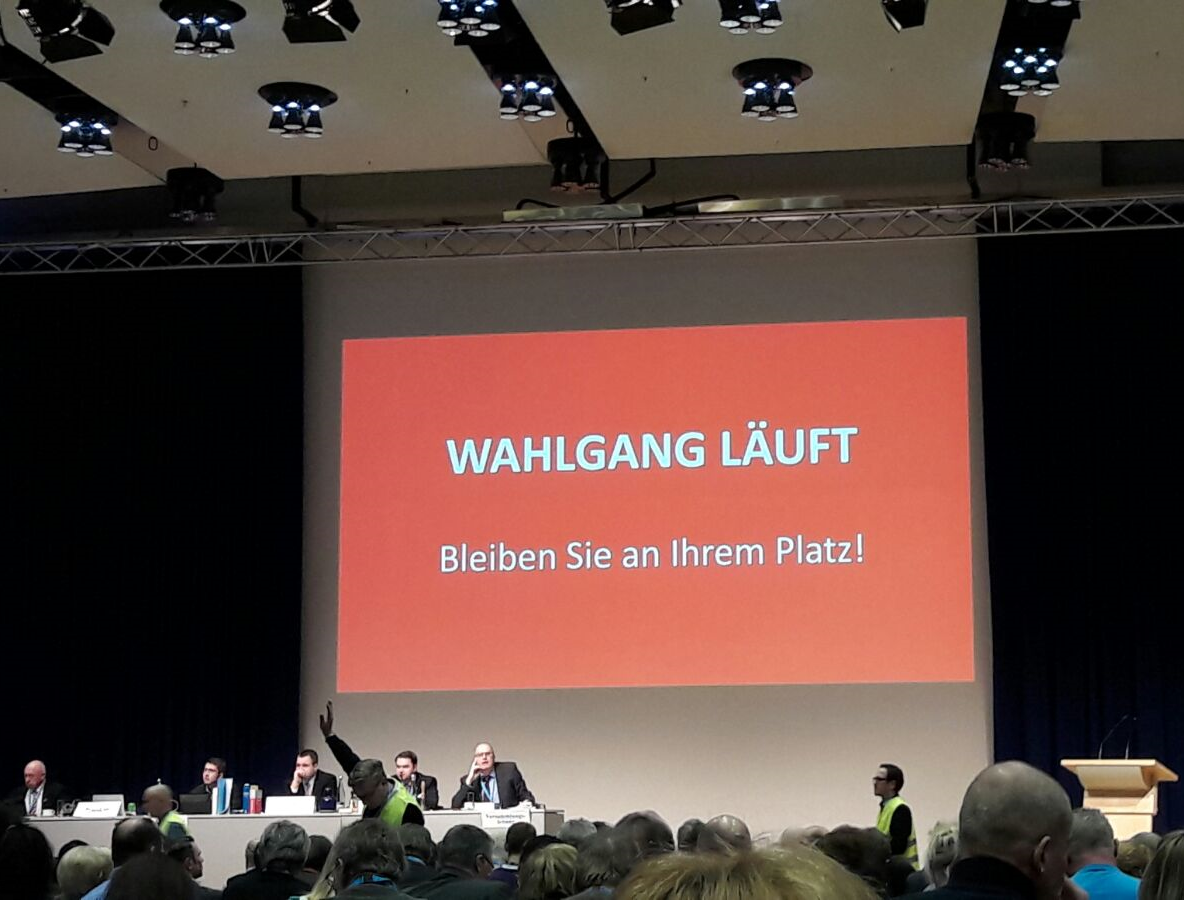 WAHLGANG LÄUFT
Bleiben Sie an Ihrem Platz!